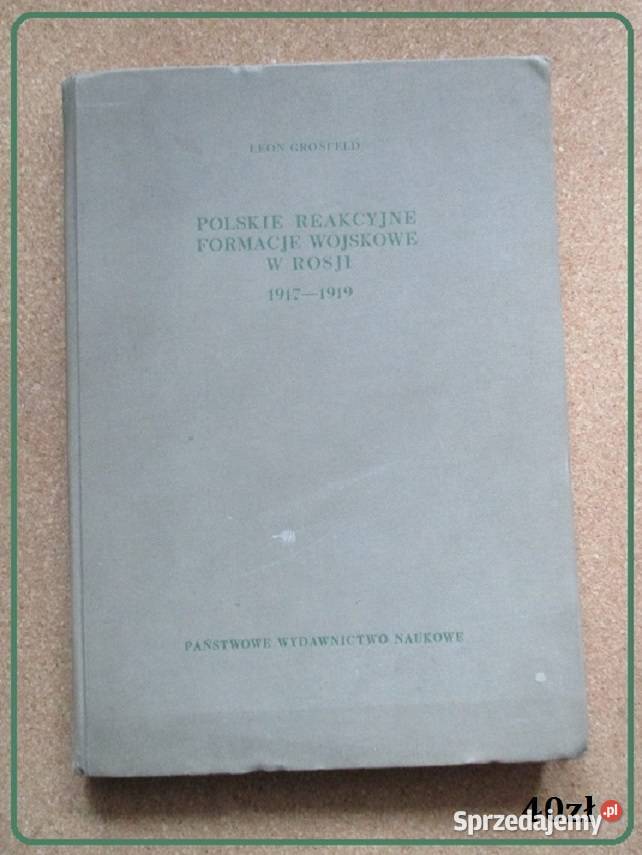 LEON GROSFELD
POLSKIE REAKCYJNE
FORMACJE WOJSKOWE
W ROSJI
1917—1919
PAŃSTWOWE WYDAWNICTWO NAUKOWE
40zł
Sprzedajemy.pl